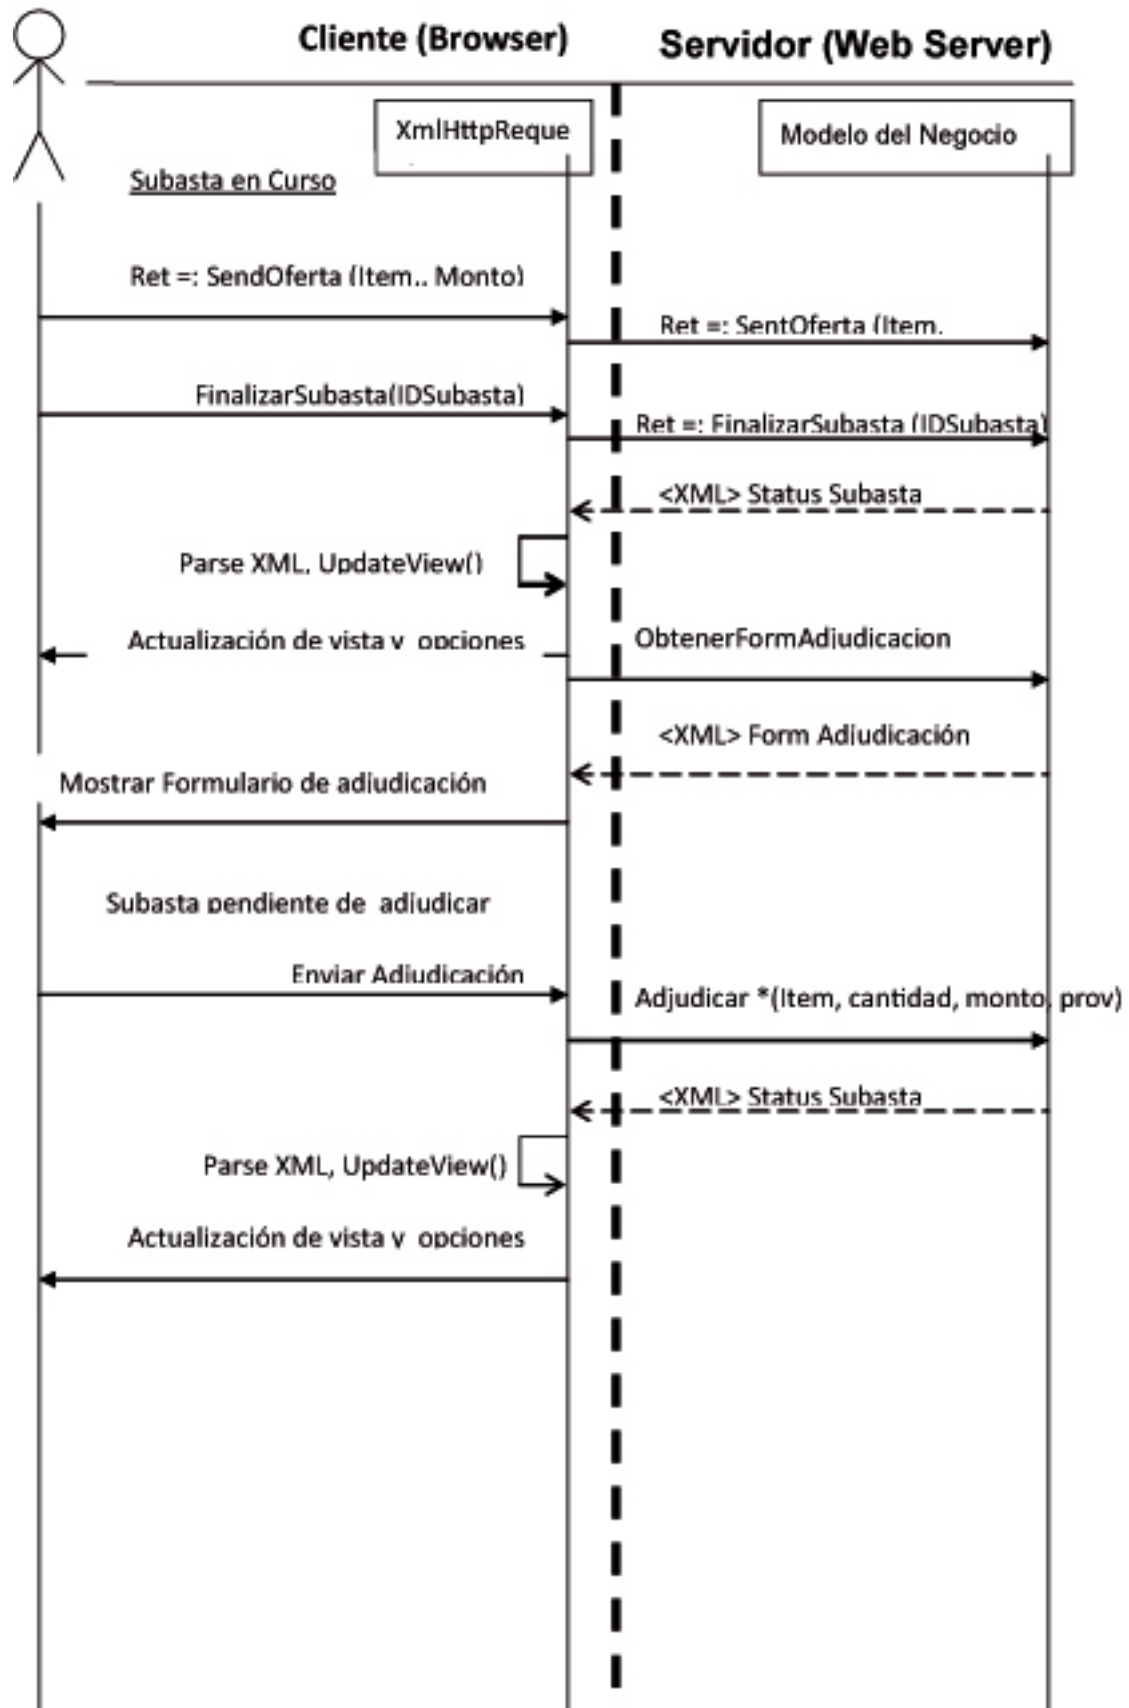 Cliente (Browser)
Servidor (Web Server)
XmlHttpReque
Modelo del Negocio
Subasta en Curso
Ret =: SendOferta (Item.. Monto)
Ret =: SentOferta (Item.
FinalizarSubasta(IDSubasta)
Ret =: FinalizarSubasta (IDSubasta)
<XML> Status Subasta
Parse XML, UpdateView()
Actualización de vista y opciones
ObtenerFormAdjudicacion
<XML> Form Adjudicación
Mostrar Formulario de adjudicación
Subasta pendiente de adjudicar
Enviar Adjudicación
Adjudicar *(Item, cantidad, monto, prov)
<XML> Status Subasta
Parse XML, UpdateView()
Actualización de vista y opciones